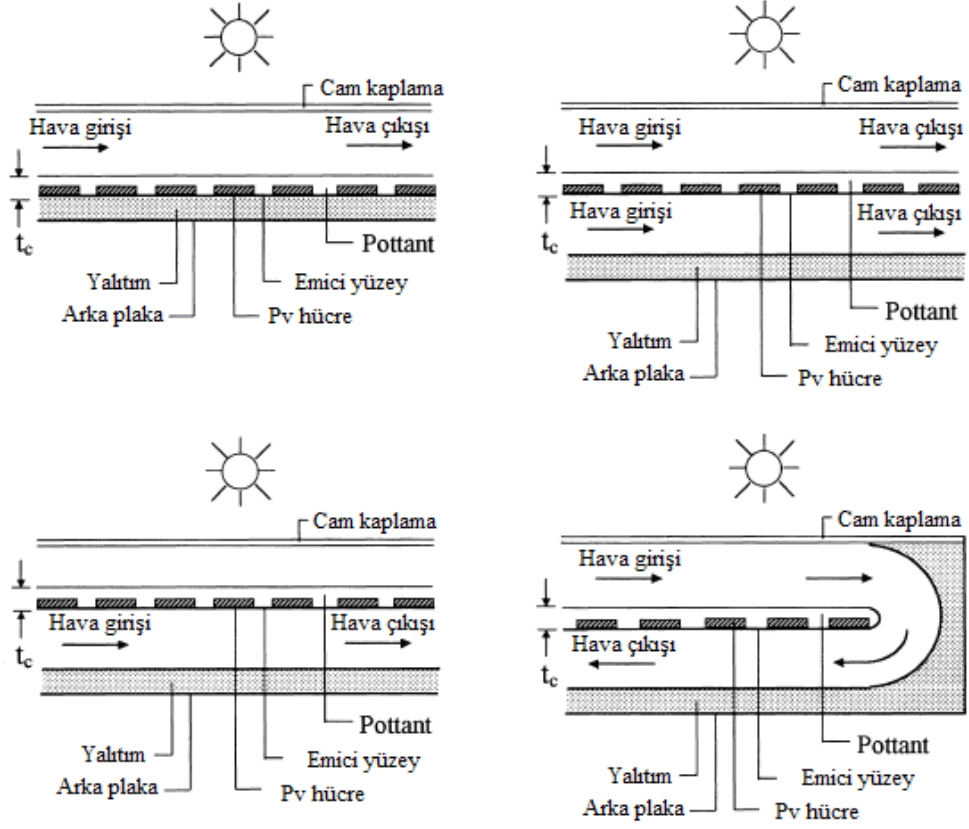 Cam kaplama
Hava girişi
Hava çıkışı
t_c
Pottant
Yalıtım
Emici yüzey
Arka plaka
Pv hücre
Cam kaplama
Hava girişi
Hava çıkışı
Hava girişi
Hava çıkışı
t_c
Pottant
Yalıtım
Emici yüzey
Arka plaka
Pv hücre
Cam kaplama
Hava girişi
Hava çıkışı
t_c
Pottant
Yalıtım
Emici yüzey
Arka plaka
Pv hücre
Cam kaplama
Hava girişi
Hava çıkışı
t_c
Pottant
Yalıtım
Emici yüzey
Arka plaka
Pv hücre